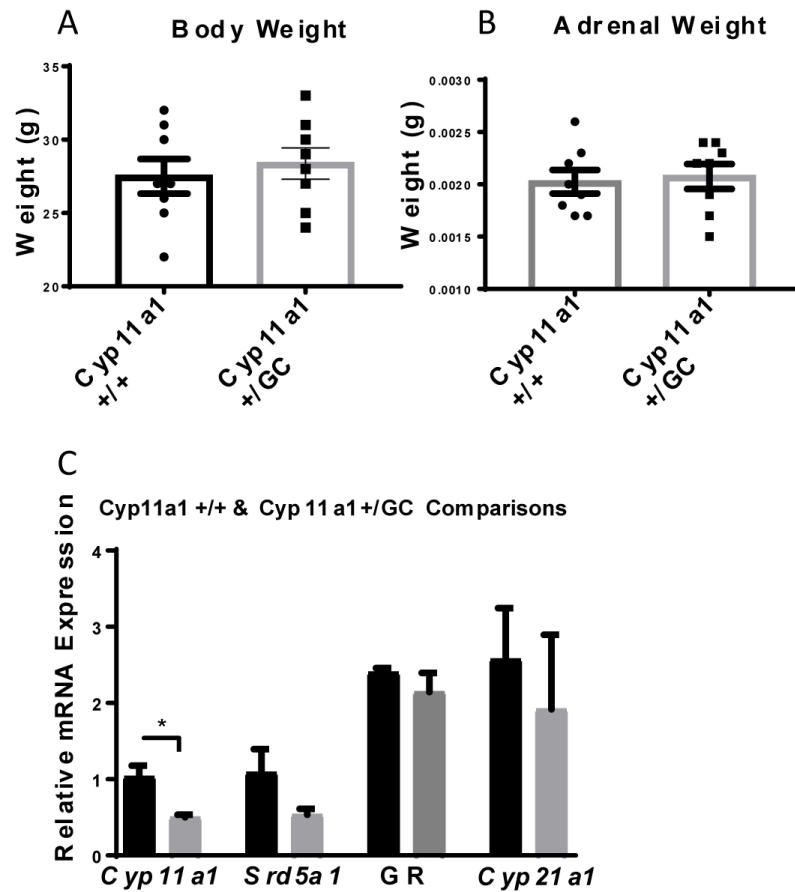 A
Body Weight
Weight (g)
35
30
25
20
Cyp11a1
+/+
Cyp11a1
+/GC
B
Adrenal Weight
Weight (g)
0.0030
0.0025
0.0020
0.0015
0.0010
Cyp11a1
+/+
Cyp11a1
+/GC
C
Cyp11a1 +/+ & Cyp11a1+/GC Comparisons
Relative mRNA Expression
4
3
2
1
0
*
Cyp11a1
Srd5a1
GR
Cyp21a1